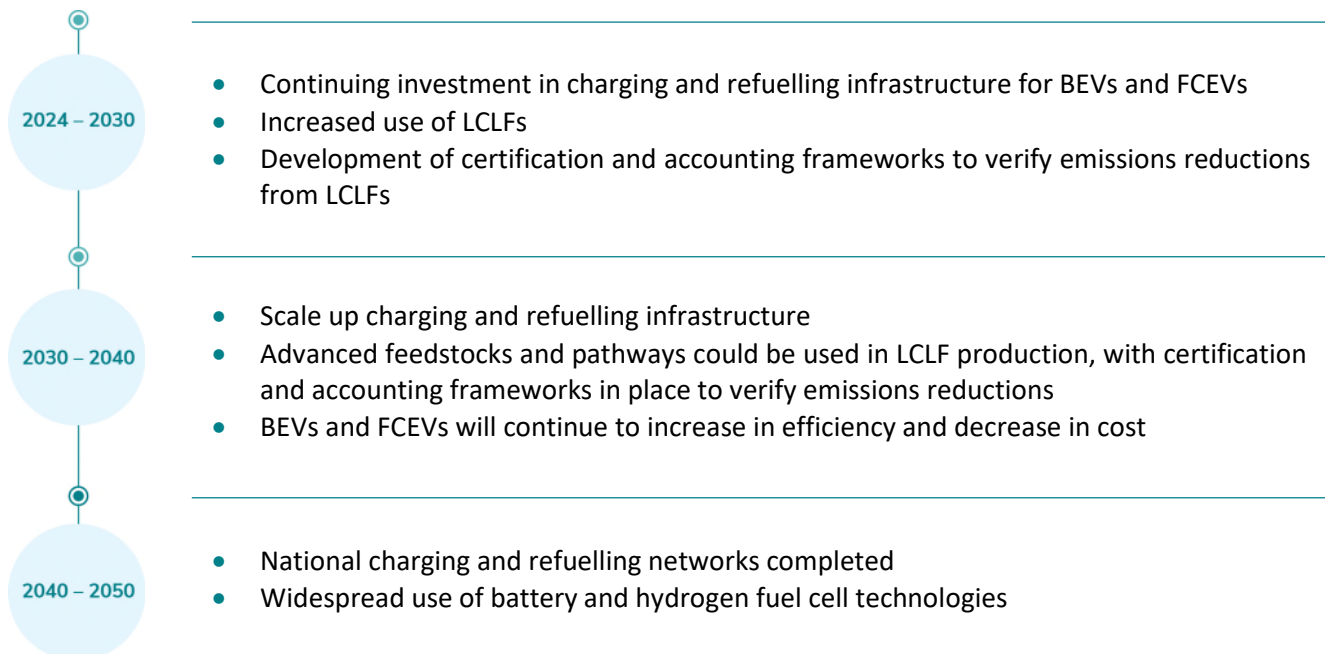 2024 – 2030
• Continuing investment in charging and refuelling infrastructure for BEVs and FCEVs
• Increased use of LCLFs
• Development of certification and accounting frameworks to verify emissions reductions
from LCLFs
2030 – 2040
• Scale up charging and refuelling infrastructure
• Advanced feedstocks and pathways could be used in LCLF production, with certification
and accounting frameworks in place to verify emissions reductions
• BEVs and FCEVs will continue to increase in efficiency and decrease in cost
2040 – 2050
• National charging and refuelling networks completed
• Widespread use of battery and hydrogen fuel cell technologies